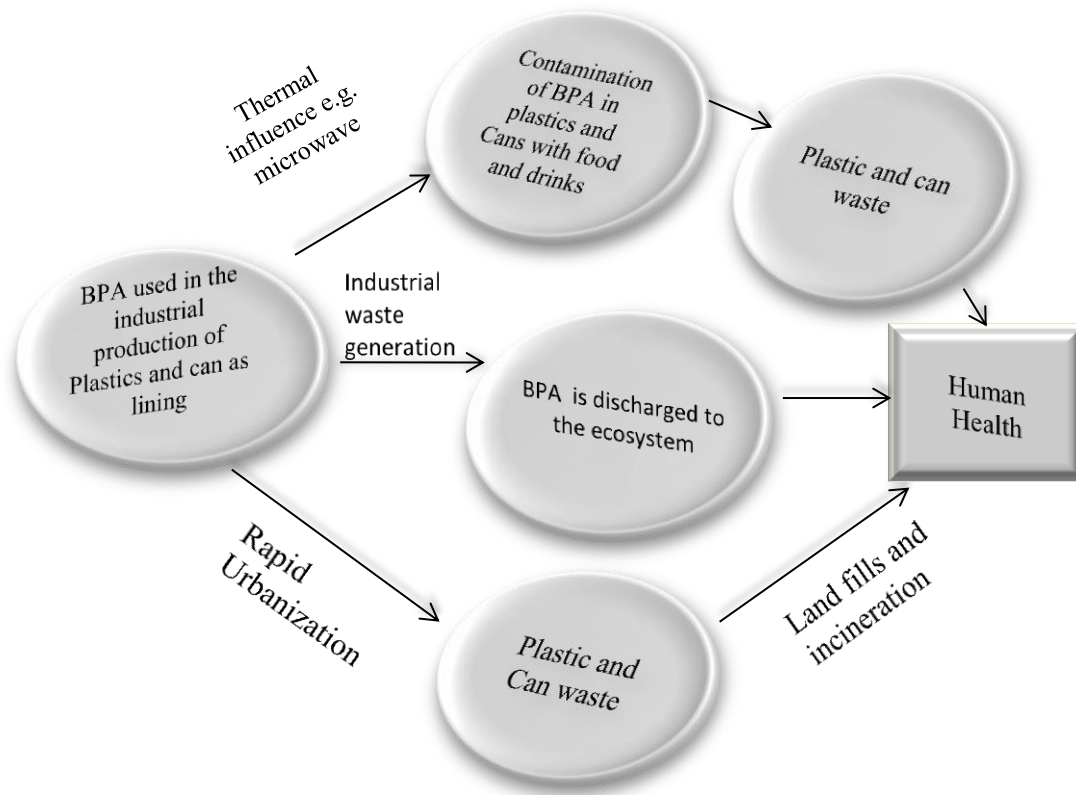 Thermal
influence e.g.
microwave
Contamination
of BPA in
plastics and
Cans with food
and drinks
Plastic and can
waste
BPA used in the
industrial
production of
Plastics and can as
lining
Industrial
waste
generation
BPA is discharged to
the ecosystem
Human
Health
Rapid
Urbanization
Plastic and
Can waste
Land fills and
incineration